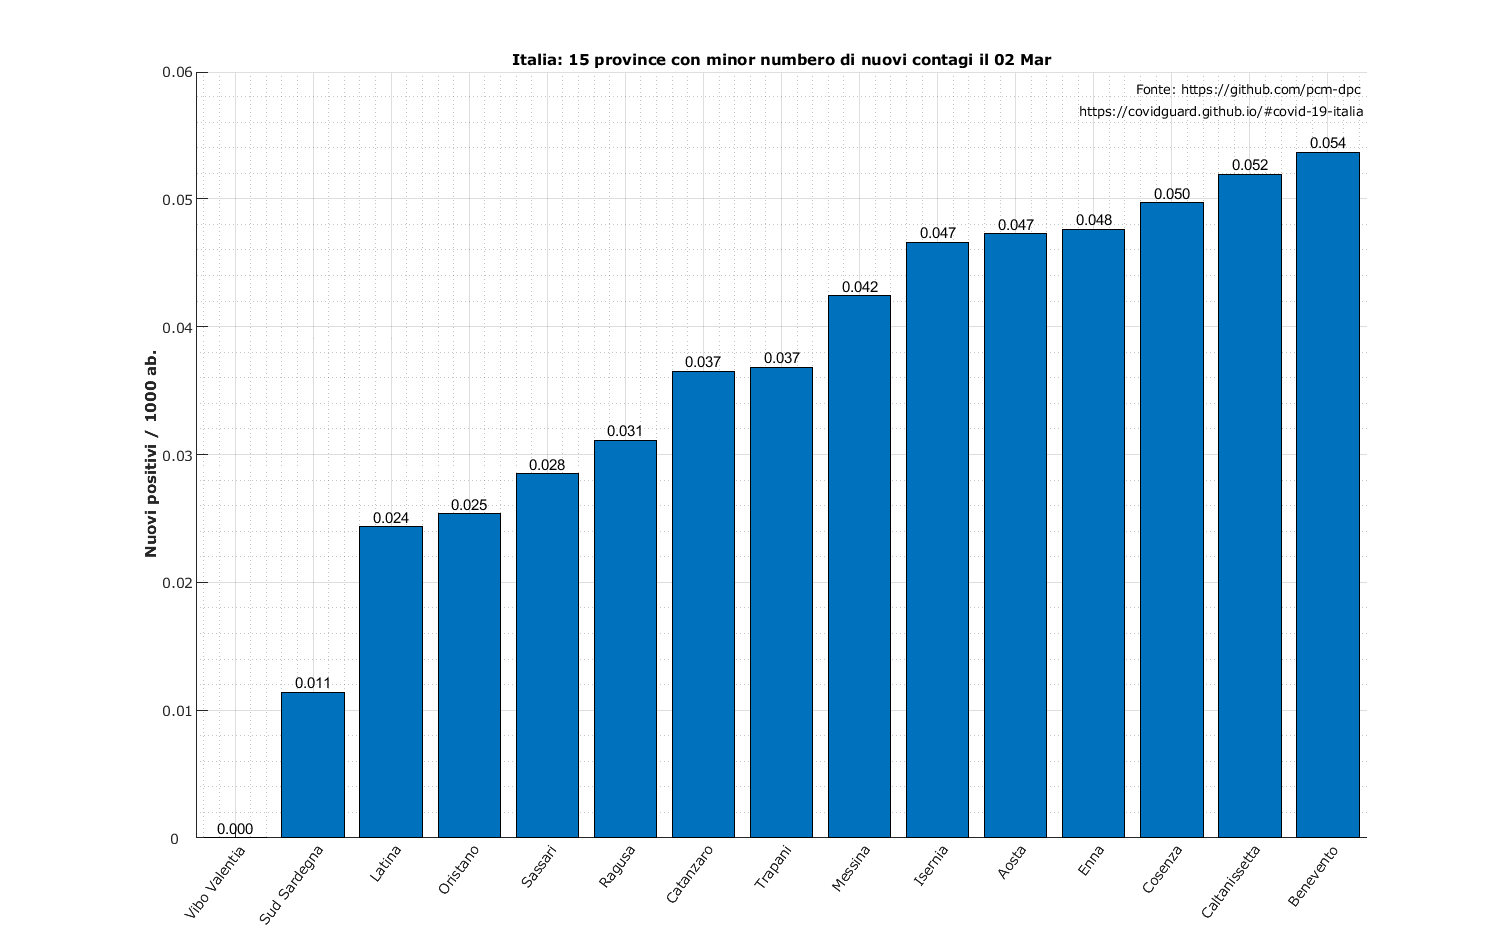 Italia: 15 province con minor numbero di nuovi contagi il 02 Mar
Fonte: https://github.com/pcm-dpc
https://covidguard.github.io/#covid-19-italia
Nuovi positivi / 1000 ab.
0.06
0.05
0.04
0.03
0.02
0.01
0
0.000
0.011
0.024
0.025
0.028
0.031
0.037
0.037
0.042
0.047
0.047
0.048
0.050
0.052
0.054
Vibo Valentia
Sud Sardegna
Latina
Oristano
Sassari
Ragusa
Catanzaro
Trapani
Messina
Isernia
Aosta
Enna
Cosenza
Caltanissetta
Benevento